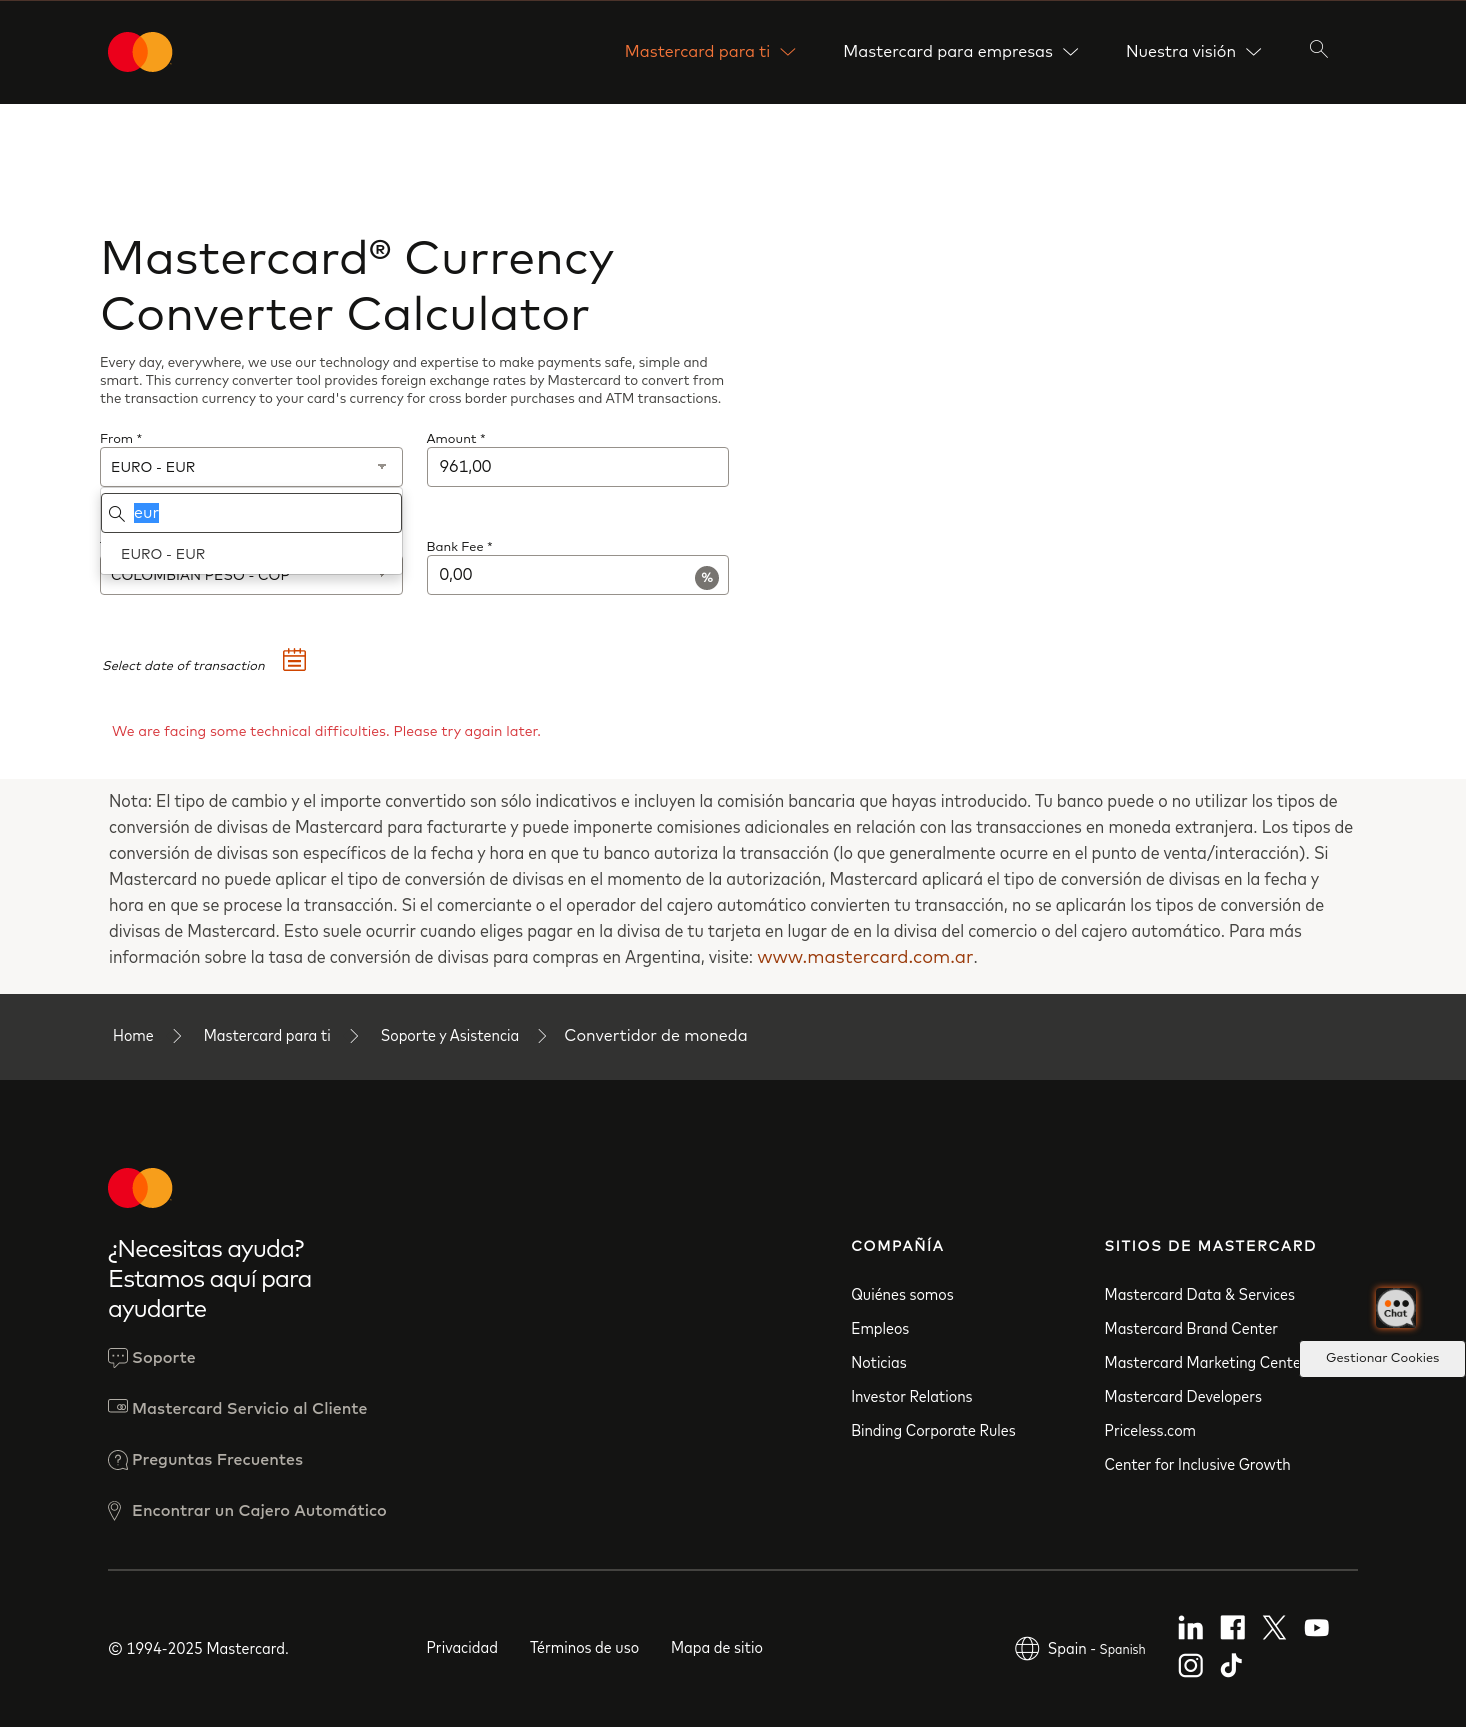 Mastercard para ti
Mastercard para empresas
Nuestra visión
Mastercard® Currency
Converter Calculator
Every day, everywhere, we use our technology and expertise to make payments safe, simple and
smart. This currency converter tool provides foreign exchange rates by Mastercard to convert from
the transaction currency to your card's currency for cross border purchases and ATM transactions.
From *
Amount *
EURO - EUR
961,00
eur
EURO - EUR
Bank Fee *
COLOMBIAN PESO - COP
0,00
%
Select date of transaction
We are facing some technical difficulties. Please try again later.
Nota: El tipo de cambio y el importe convertido son sólo indicativos e incluyen la comisión bancaria que hayas introducido. Tu banco puede o no utilizar los tipos de
conversión de divisas de Mastercard para facturarte y puede imponerte comisiones adicionales en relación con las transacciones en moneda extranjera. Los tipos de
conversión de divisas son específicos de la fecha y hora en que tu banco autoriza la transacción (lo que generalmente ocurre en el punto de venta/interacción). Si
Mastercard no puede aplicar el tipo de conversión de divisas en el momento de la autorización, Mastercard aplicará el tipo de conversión de divisas en la fecha y
hora en que se procese la transacción. Si el comerciante o el operador del cajero automático convierten tu transacción, no se aplicarán los tipos de conversión de
divisas de Mastercard. Esto suele ocurrir cuando eliges pagar en la divisa de tu tarjeta en lugar de en la divisa del comercio o del cajero automático. Para más
información sobre la tasa de conversión de divisas para compras en Argentina, visite: www.mastercard.com.ar.
Home
Mastercard para ti
Soporte y Asistencia
Convertidor de moneda
¿Necesitas ayuda?
Estamos aquí para
ayudarte
Soporte
Mastercard Servicio al Cliente
Preguntas Frecuentes
Encontrar un Cajero Automático
COMPAÑÍA
Quiénes somos
Empleos
Noticias
Investor Relations
Binding Corporate Rules
SITIOS DE MASTERCARD
Mastercard Data & Services
Mastercard Brand Center
Mastercard Marketing Cente
Mastercard Developers
Priceless.com
Center for Inclusive Growth
Chat
Gestionar Cookies
© 1994-2025 Mastercard.
Privacidad
Términos de uso
Mapa de sitio
Spain - Spanish